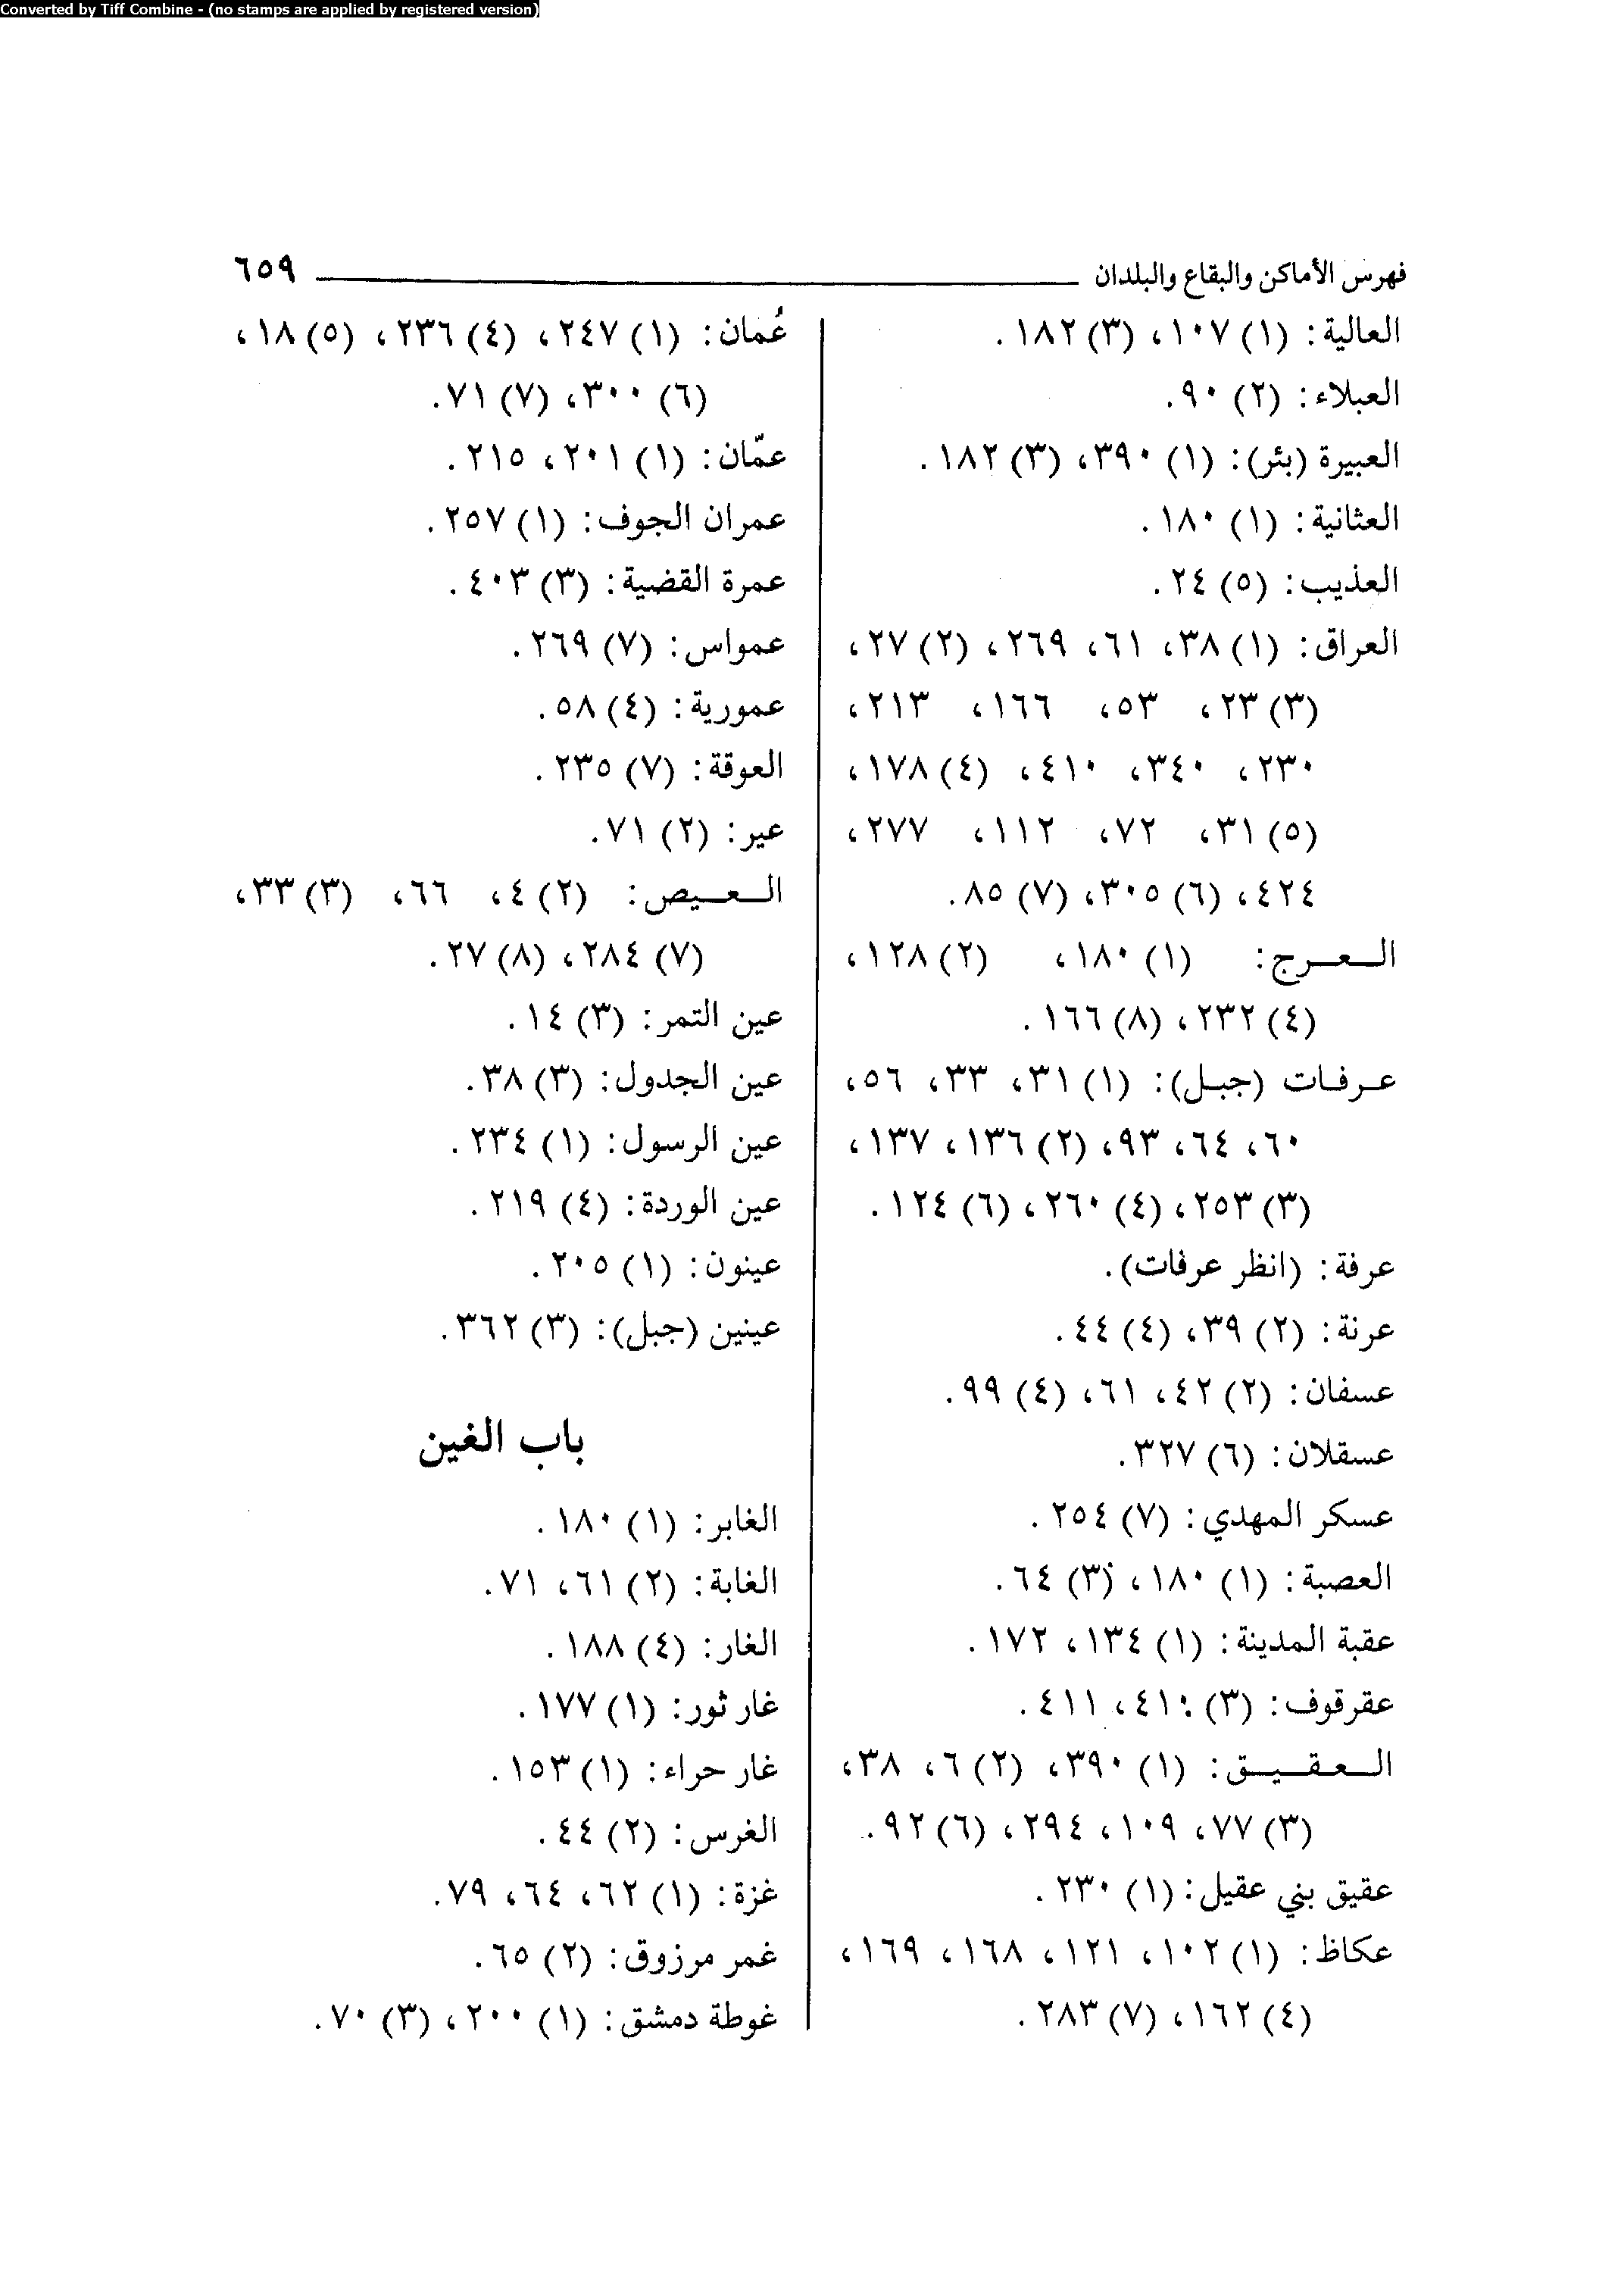 Converted by Tiff Combine - (no stamps are applied by registered version)
فهرس الأماكن والبقاع والبلدان ٦٥٩
العالية: (١) ١٠٧، (٣) ١٨٢.
العبلاء: (٢) ٩٠.
العبيرة (بئر): (١) ٣٩٠، (٣) ١٨٢.
العثانية: (١) ١٨٠.
العذيب: (٥) ٢٤.
العراق: (١) ٣٨، ٦١، ٢٦٩، (٢) ٢٧،
(٣) ٢٣، ٥٣، ١٦٦، ٢١٣،
٢٣٠، ٣٤٠، ٤١٠، (٤) ١٧٨،
(٥) ٣١، ٧٢، ١١٢، ٢٧٧،
٤٢٤، (٦) ٣٠٥، (٧) ٨٥.
العرج: (١) ١٨٠، (٢) ١٢٨،
(٤) ٢٣٢، (٨) ١٦٦.
عرفات (جبل): (١) ٣١، ٣٣، ٥٦،
٦٠، ٦٤، ٩٣، (٢) ١٣٦، ١٣٧،
(٣) ٢٥٣، (٤) ٢٦٠، (٦) ١٢٤.
عرفة: (انظر عرفات).
عرنة: (٢) ٣٩، (٤) ٤٤.
عسفان: (٢) ٤٢، ٦١، (٤) ٩٩.
عسقلان: (٦) ٣٢٧.
عسكر المهدي: (٧) ٢٥٤.
العصبة: (١) ١٨٠، (٣) ٦٤.
عقبة المدينة: (١) ١٣٤، ١٧٢.
عقرقوف: (٣) ٤١٠، ٤١١.
العقيق: (١) ٣٩٠، (٢) ٦، ٣٨،
(٣) ٧٧، ١٠٩، ٢٩٤، (٦) ٩٢.
عقيق بني عقيل: (١) ٢٣٠.
عكاظ: (١) ١٠٢، ١٢١، ١٦٨، ١٦٩،
(٤) ١٦٢، (٧) ٢٨٣.
عُمان: (١) ٢٤٧، (٤) ٢٣٦، (٥) ١٨،
(٦) ٣٠٠، (٧) ٧١.
عمّان: (١) ٢٠١، ٢١٥.
عمران الجوف: (١) ٢٥٧.
عمرة القضية: (٣) ٤٠٣.
عمواس: (٧) ٢٦٩.
عمورية: (٤) ٥٨.
العوقة: (٧) ٢٣٥.
عير: (٢) ٧١.
العيص: (٢) ٤، ٦٦، (٣) ٣٣،
(٧) ٢٨٤، (٨) ٢٧.
عين التمر: (٣) ١٤.
عين الجدول: (٣) ٣٨.
عين الرسول: (١) ٢٣٤.
عين الوردة: (٤) ٢١٩.
عينون: (١) ٢٠٥.
عينين (جبل): (٣) ٣٦٢.
باب الغين
الغابر: (١) ١٨٠.
الغابة: (٢) ٦١، ٧١.
الغار: (٤) ١٨٨.
غار ثور: (١) ١٧٧.
غار حراء: (١) ١٥٣.
الغرس: (٢) ٤٤.
غزة: (١) ٦٢، ٦٤، ٧٩.
غمر مرزوق: (٢) ٦٥.
غوطة دمشق: (١) ٢٠٠، (٣) ٧٠.